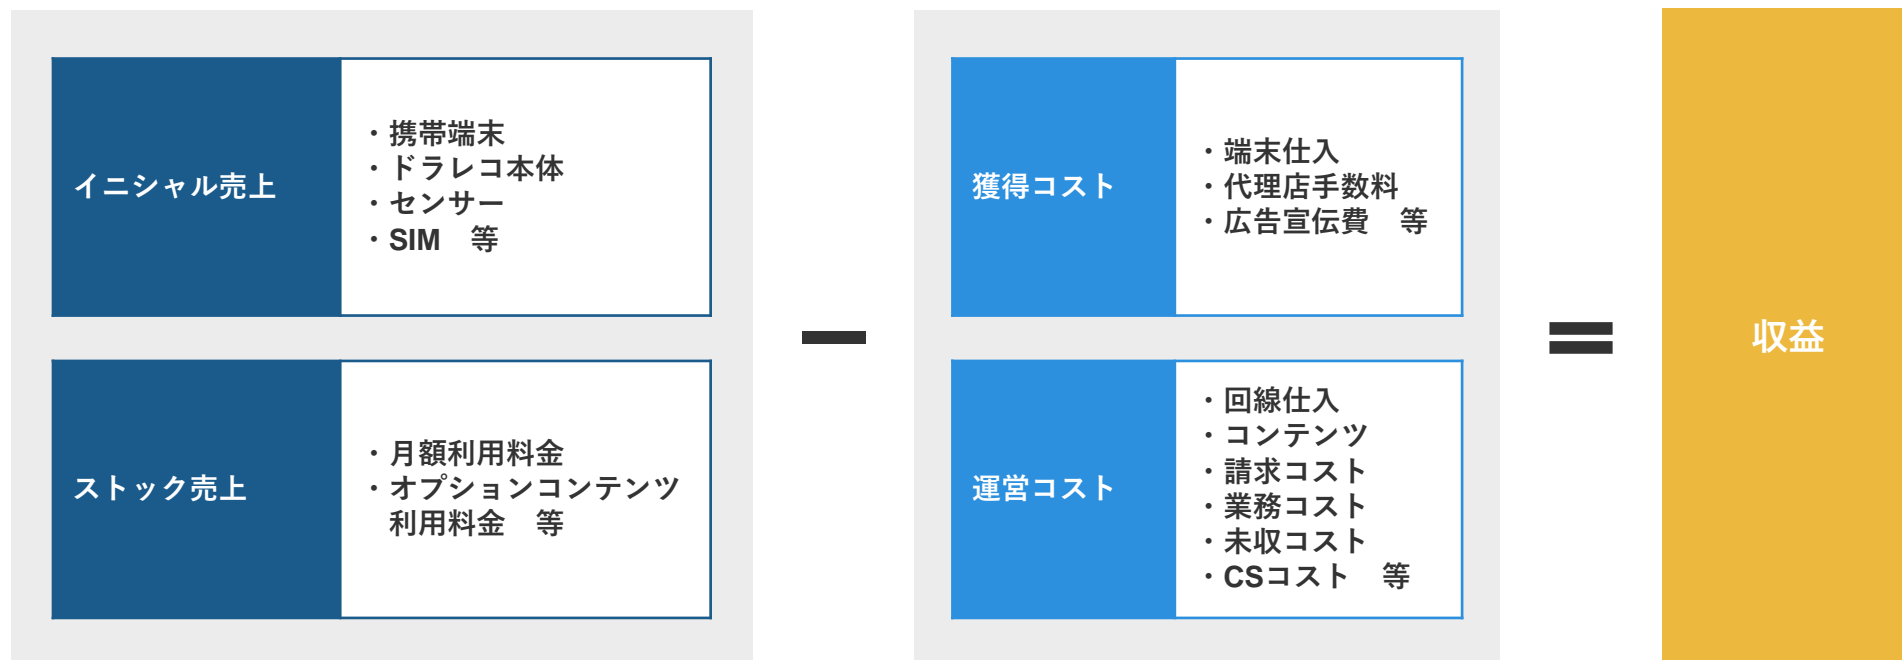 イニシャル売上
・携帯端末
・ドラレコ本体
・センサー
・SIM　等
ストック売上
・月額利用料金
・オプションコンテンツ
利用料金　等
獲得コスト
・端末仕入
・代理店手数料
・広告宣伝費　等
運営コスト
・回線仕入
・コンテンツ
・請求コスト
・業務コスト
・未収コスト
・CSコスト　等
収益